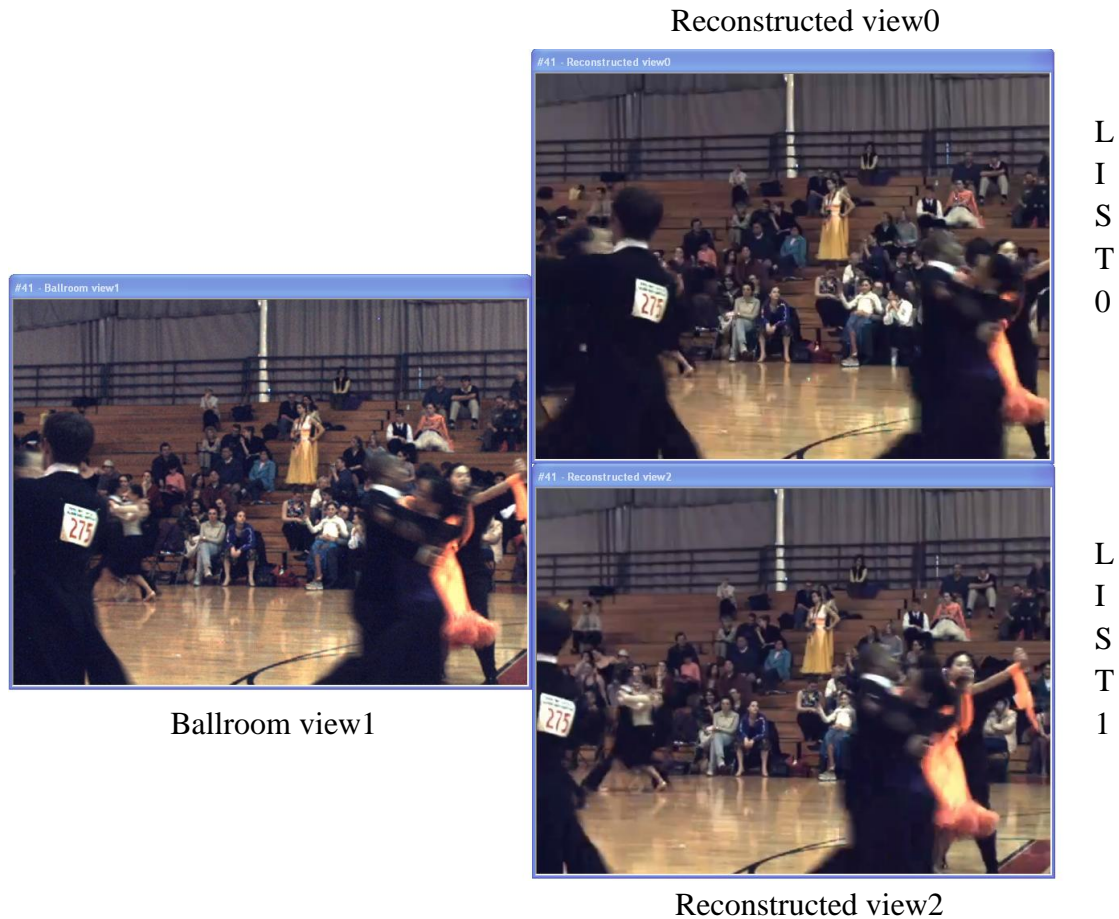 Reconstructed view0
#41 - Reconstructed view0
275
L
I
S
T
0
#41 - Ballroom view1
275
Ballroom view1
#41 - Reconstructed view2
275
L
I
S
T
1
Reconstructed view2